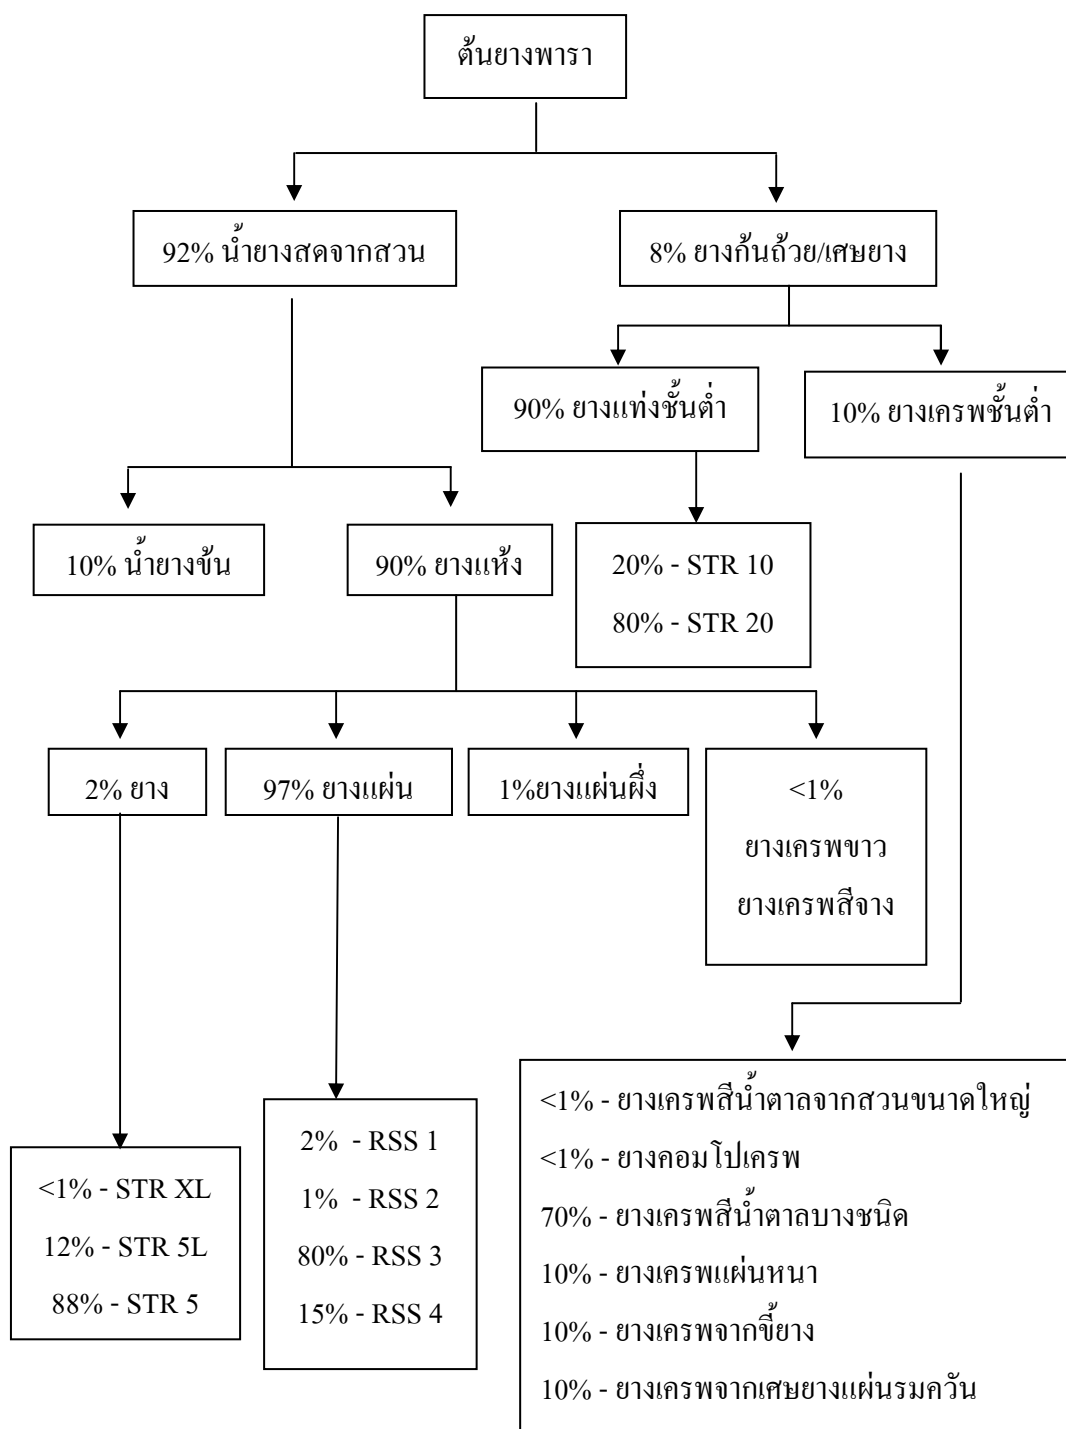 ต้นยางพารา
92% น้ำยางสดจากสวน
8% ยางก้นถ้วย/เศษยาง
90% ยางแท่งชั้นต่ำ
10% ยางเครพชั้นต่ำ
10% น้ำยางข้น
90% ยางแห้ง
20% - STR 10
80% - STR 20
2% ยาง
97% ยางแผ่น
1%ยางแผ่นผึ่ง
<1%
ยางเครพขาว
ยางเครพสีจาง
<1% - STR XL
12% - STR 5L
88% - STR 5
2% - RSS 1
1% - RSS 2
80% - RSS 3
15% - RSS 4
<1% - ยางเครพสีน้ำตาลจากสวนขนาดใหญ่
<1% - ยางคอมโปเครพ
70% - ยางเครพสีน้ำตาลบางชนิด
10% - ยางเครพแผ่นหนา
10% - ยางเครพจากขี้ยาง
10% - ยางเครพจากเศษยางแผ่นรมควัน